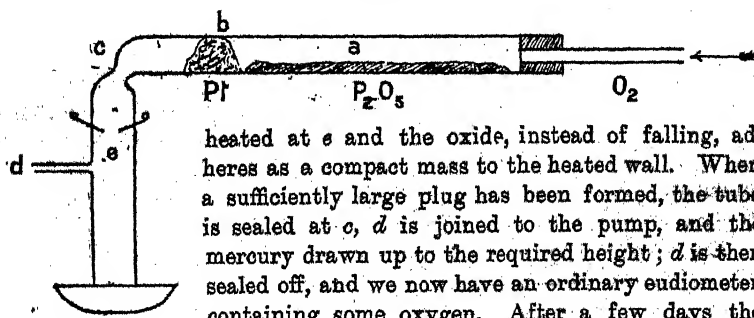 b
c a
Pt P₂O₅ O₂
d e
heated at e and the oxide, instead of falling, ad
heres as a compact mass to the heated wall. When
a sufficiently large plug has been formed, the tube
is sealed at c, d is joined to the pump, and the
mercury drawn up to the required height; d is then
sealed off, and we now have an ordinary eudiometer
containing some oxygen. After a few days the